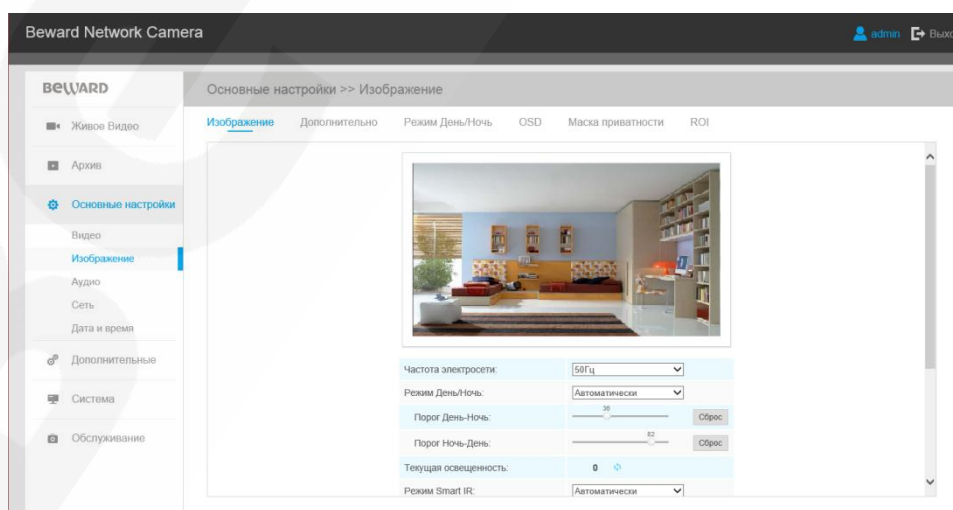 Beward Network Camera
admin Выхо
BEWARD
Основные настройки >> Изображение
Живое Видео
Архив
Основные настройки
Видео
Изображение
Аудио
Сеть
Дата и время
Дополнительные
Система
Обслуживание
Изображение Дополнительно Режим День/Ночь OSD Маска приватности ROI
Частота электросети: 50Гц
Режим День/Ночь: Автоматически
Порог День-Ночь: 36 Сброс
Порог Ночь-День: 82 Сброс
Текущая освещенность: 0
Режим Smart IR: Автоматически